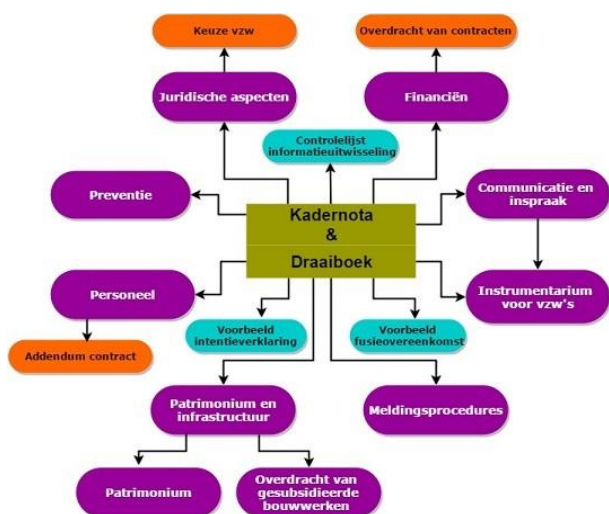 Keuze vzw
Overdracht van contracten
Juridische aspecten
Financiën
Controlelijst
informatieuitwisseling
Preventie
Communicatie en
inspraak
Kadernota
&
Draaiboek
Personeel
Instrumentarium
voor vzw's
Voorbeeld
intentieverklaring
Voorbeeld
fusieovereenkomst
Addendum contract
Patrimonium en
infrastructuur
Meldingsprocedures
Patrimonium
Overdracht van
gesubsidieerde
bouwwerken